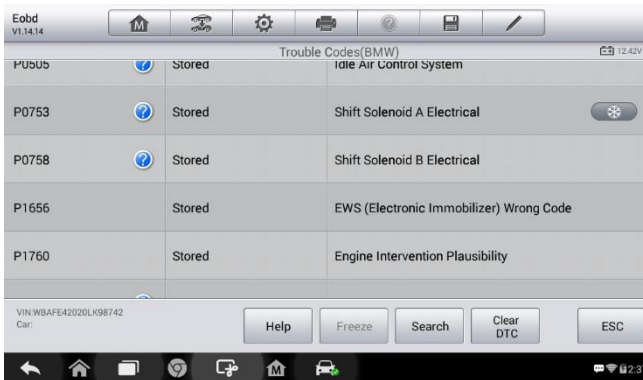 Eobd
V1.14.14
Trouble Codes(BMW)
12.42V
P0505 Stored Idle Air Control System
P0753 Stored Shift Solenoid A Electrical
P0758 Stored Shift Solenoid B Electrical
P1656 Stored EWS (Electronic Immobilizer) Wrong Code
P1760 Stored Engine Intervention Plausibility
VIN:WBAFE42020LK98742
Car:
Help
Freeze
Search
Clear
DTC
ESC